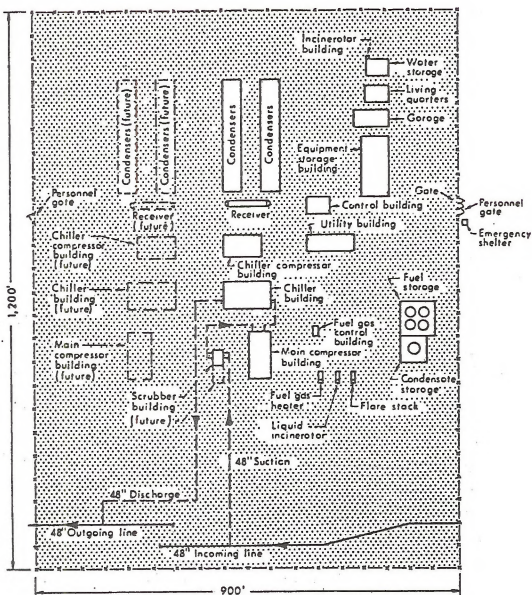 Incinerator
building
Water
storage
Living
quarters
Garage
Condensers (future)
Condensers (future)
Condensers
Condensers
Equipment
storage
building
Personnel
gate
Gate
Personnel
gate
Receiver
(future)
Receiver
Control building
Utility building
Emergency
shelter
Chiller
compressor
building
(future)
Chiller compressor
building
Chiller
building
(future)
Chiller
building
Fuel
storage
1,200'
Main
compressor
building
(future)
Fuel gas
control
building
Main compressor
building
Scrubber
building
(future)
Fuel gas
heater
Condensate
storage
Flare stack
Liquid
incinerator
48" Suction
48" Discharge
48" Outgoing line
48" Incoming line
900'